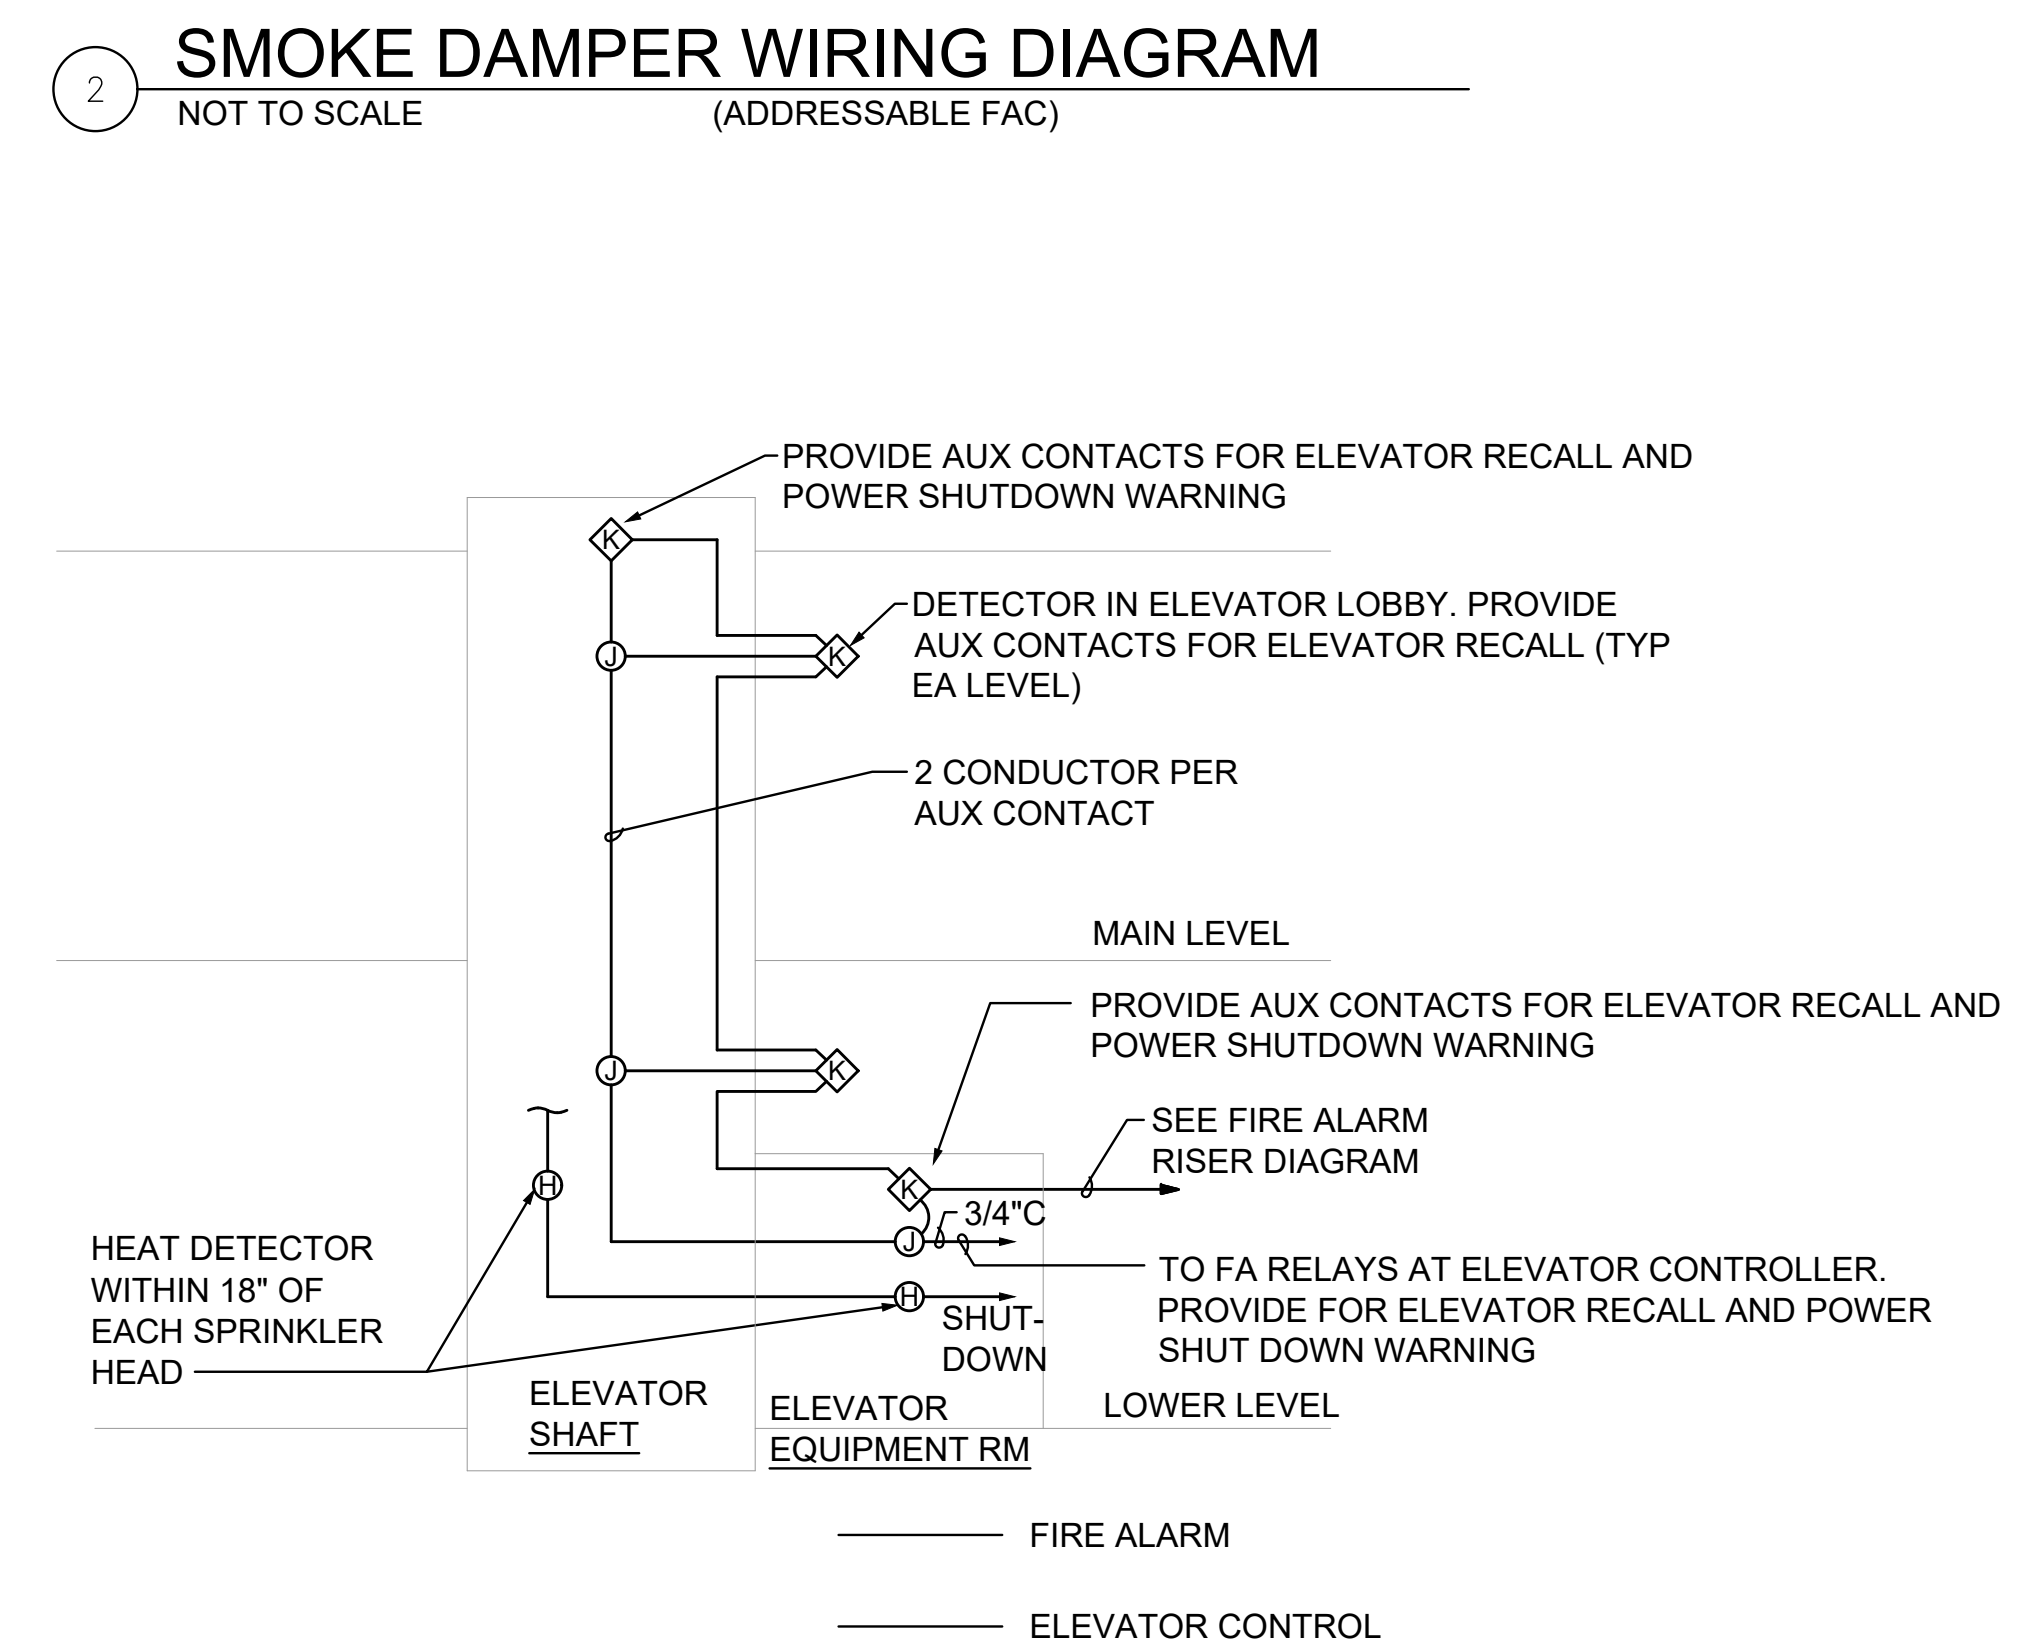 2
SMOKE DAMPER WIRING DIAGRAM
NOT TO SCALE (ADDRESSABLE FAC)
PROVIDE AUX CONTACTS FOR ELEVATOR RECALL AND
POWER SHUTDOWN WARNING
K
DETECTOR IN ELEVATOR LOBBY. PROVIDE
AUX CONTACTS FOR ELEVATOR RECALL (TYP
EA LEVEL)
J
K
2 CONDUCTOR PER
AUX CONTACT
MAIN LEVEL
PROVIDE AUX CONTACTS FOR ELEVATOR RECALL AND
POWER SHUTDOWN WARNING
J
K
SEE FIRE ALARM
RISER DIAGRAM
H
K
3/4"C
J
HEAT DETECTOR
WITHIN 18" OF
EACH SPRINKLER
HEAD
TO FA RELAYS AT ELEVATOR CONTROLLER.
PROVIDE FOR ELEVATOR RECALL AND POWER
SHUT DOWN WARNING
H
SHUT-
DOWN
ELEVATOR
SHAFT
ELEVATOR
EQUIPMENT RM
LOWER LEVEL
FIRE ALARM
ELEVATOR CONTROL